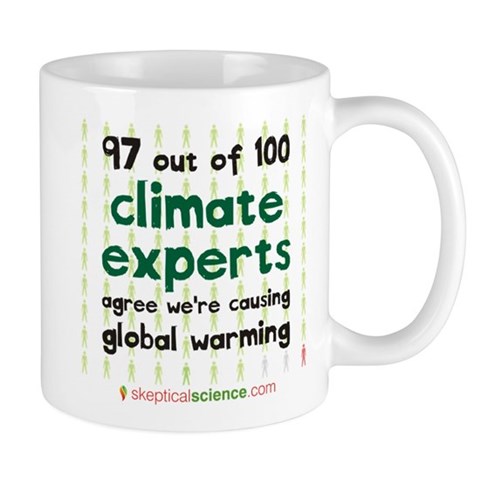 97 out of 100
climate
experts
agree we're causing
global warming
skepticalscience.com